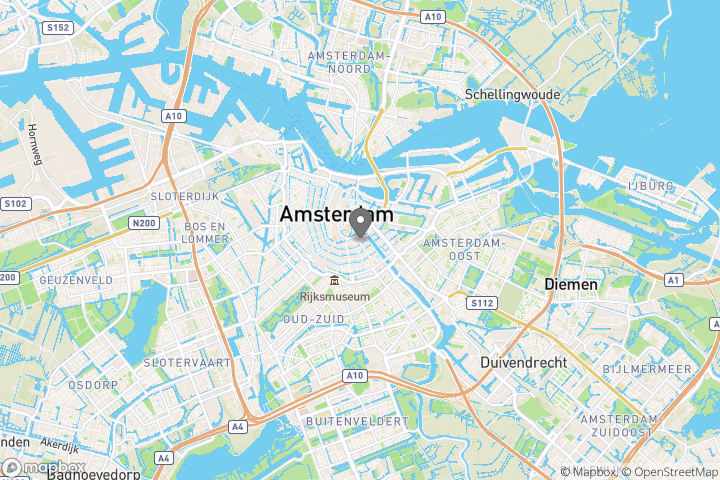 S152
A10
AMSTERDAM-
NOORD
Schellingwoude
A10
Hornweg
SLOTERDIJK
IJBURG
S102
N200
Amsterdam
BOS EN
LOMMER
AMSTERDAM-
OOST
200
GEUZENVELD
A1
Diemen
Rijksmuseum
S112
OUD-ZUID
SLOTERVAART
Duivendrecht
BIJLMERMEER
OSDORP
A10
BUITENVELDERT
AMSTERDAM-
ZUIDOOST
A4
Akerdijk
nden
A4
mapbox
Badhoevedorp
© Mapbox, © OpenStreetMap